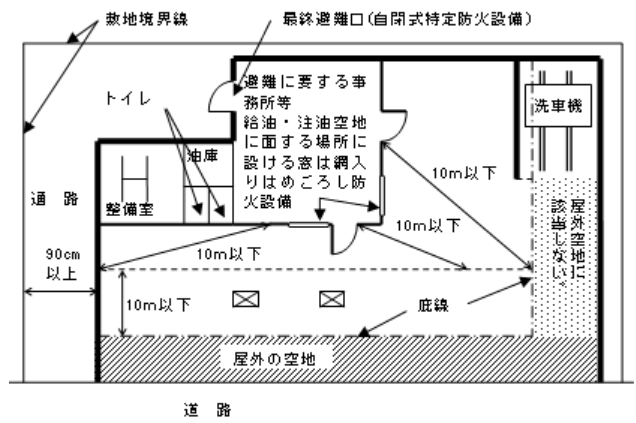 敷地境界線
最終避難口(自閉式特定防火設備)
トイレ
避難に要する事
務所等
給油・注油空地
に面する場所に
設ける窓は網入
りはめごろし防
火設備
洗車機
油庫
整備室
通 路
90cm
以上
10m以下
10m以下
10m以下
10m以下
屋外空地に
該当しない。
庇線
屋外の空地
道 路